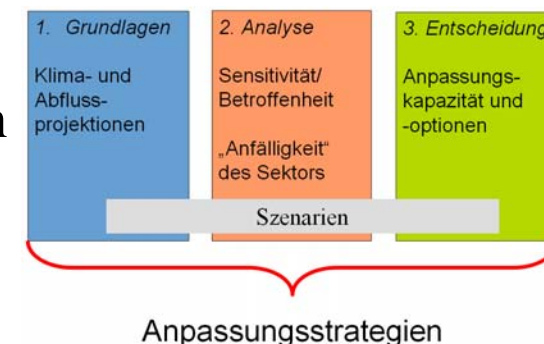 1. Grundlagen
Klima- und
Abfluss-
projektionen
2. Analyse
Sensitivität/
Betroffenheit
„Anfälligkeit“
des Sektors
3. Entscheidung
Anpassungs-
kapazität und
-optionen
Szenarien
Anpassungsstrategien